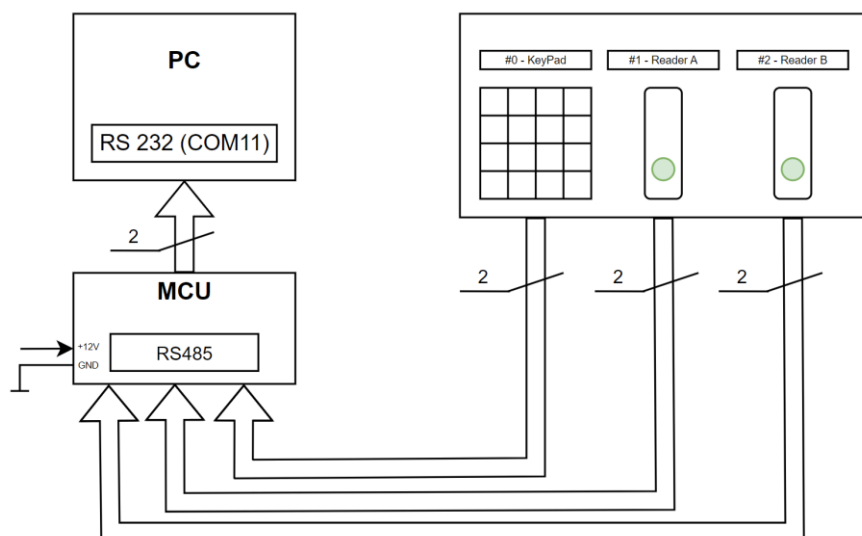 PC
RS 232 (COM11)
2
MCU
+12V
GND
RS485
#0 - KeyPad
#1 - Reader A
#2 - Reader B
2
2
2